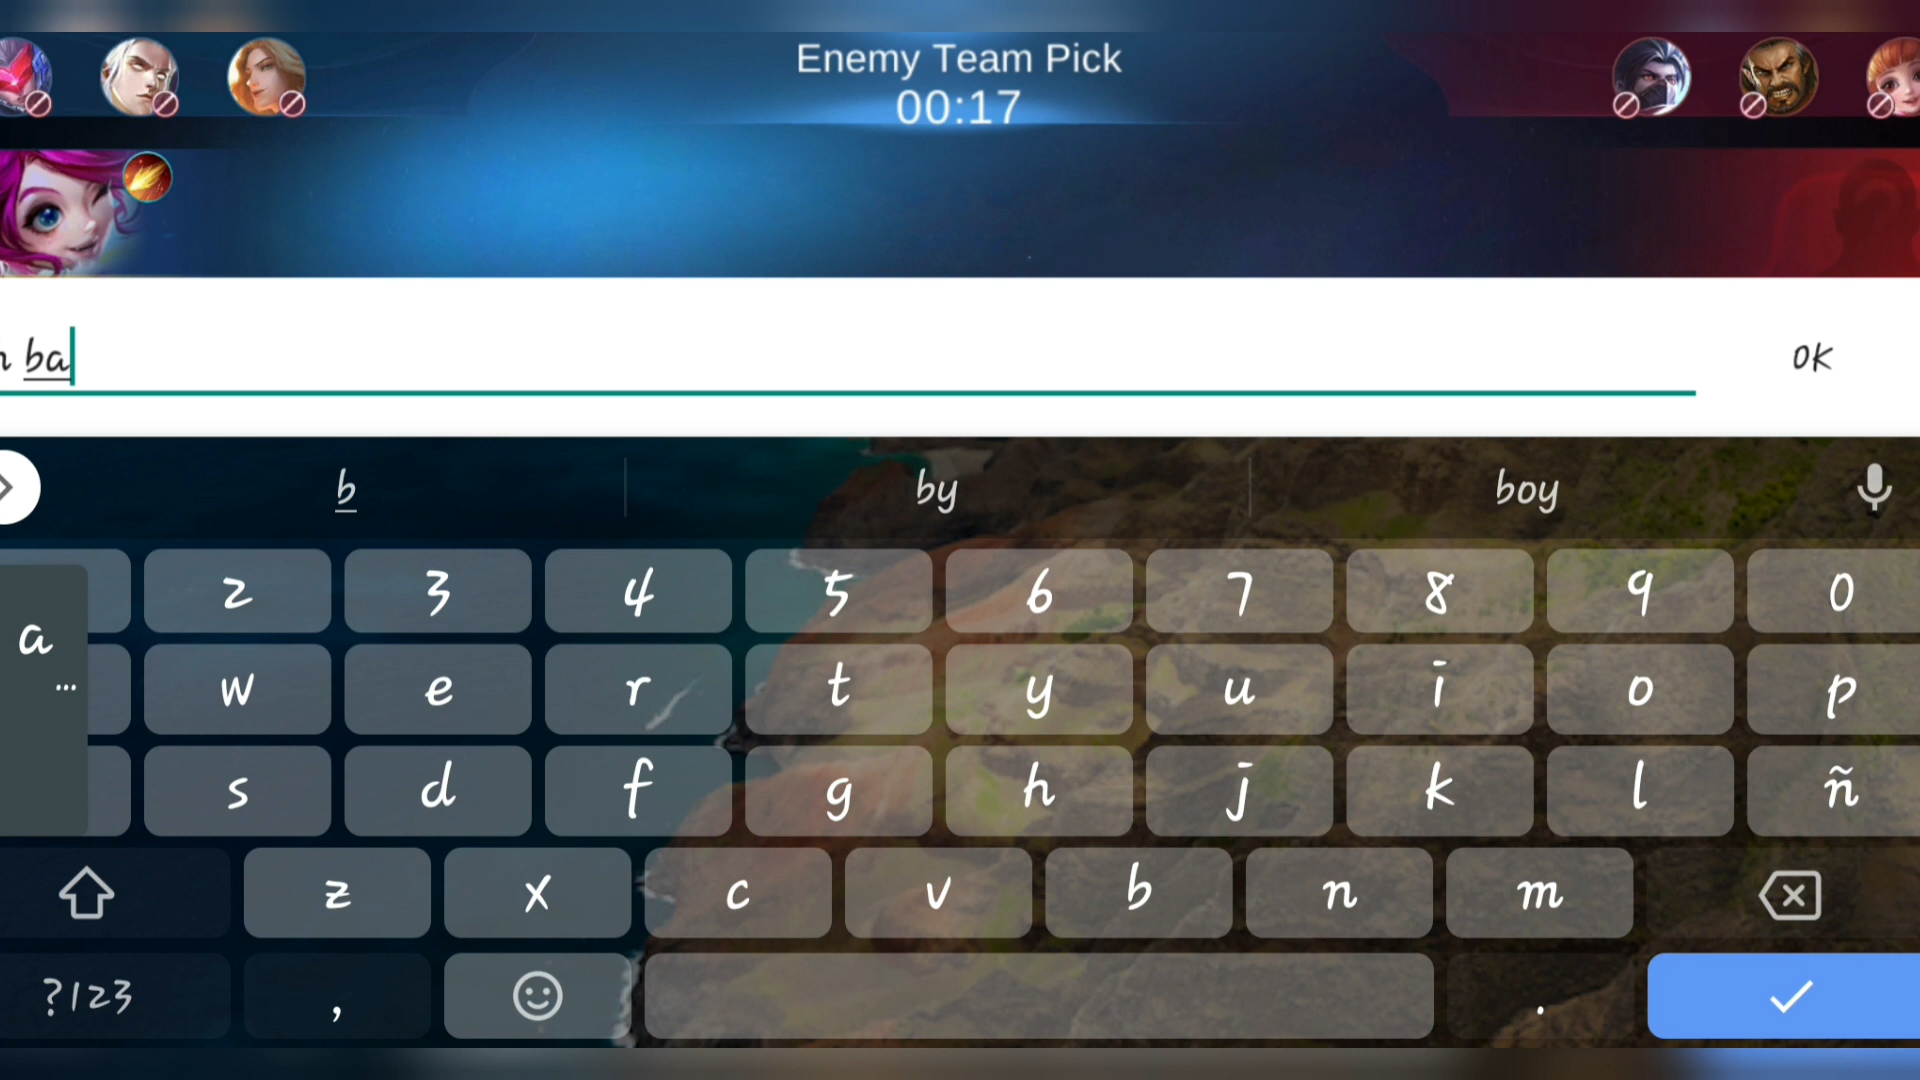 Enemy Team Pick
00:17
h ba
OK
b by boy
2 3 4 5 6 7 8 9 0
a
...
w e r t y u i o p
s d f g h j k l ñ
z x c v b n m
?123 , .